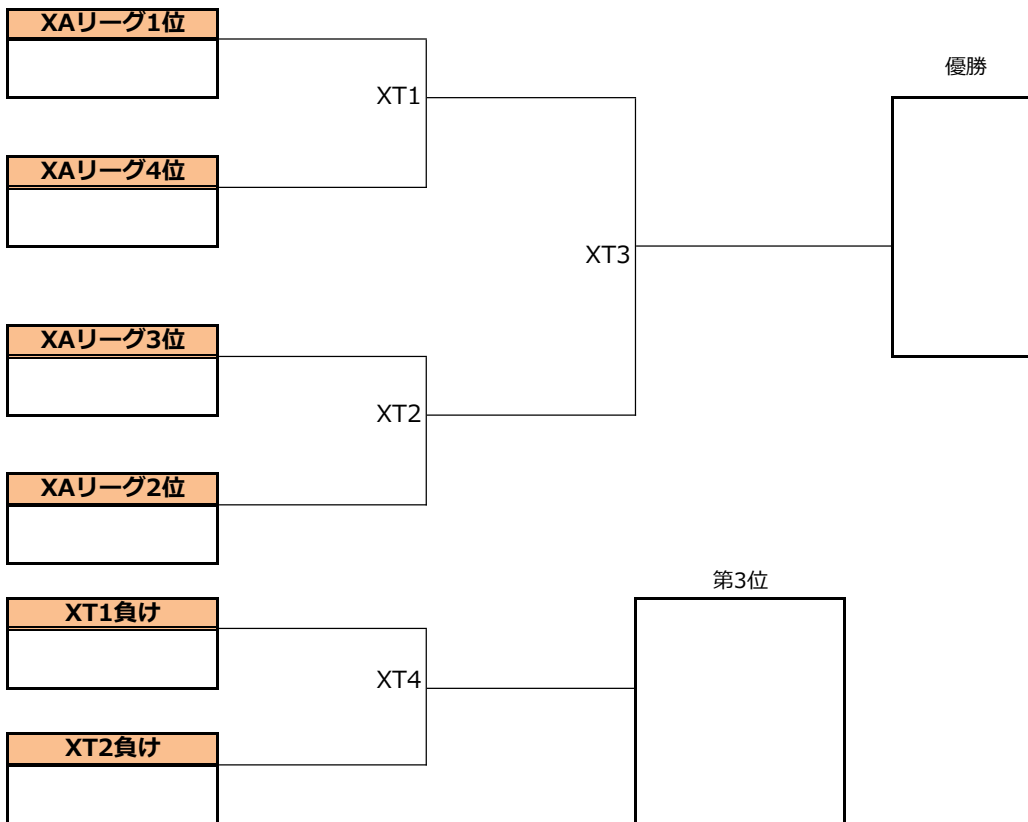 XAリーグ1位
優勝
XT1
XAリーグ4位
XT3
XAリーグ3位
XT2
XAリーグ2位
第3位
XT1負け
XT4
XT2負け